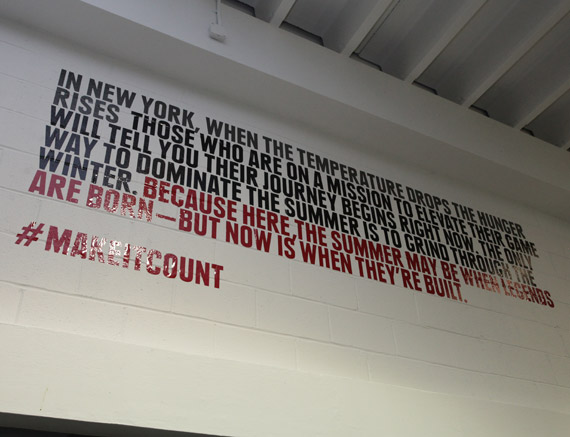 IN NEW YORK, WHEN THE TEMPERATURE DROPS THE HUNGER
RISES THOSE WHO ARE ON A MISSION TO ELEVATE THEIR GAME
WILL TELL YOU THEIR JOURNEY BEGINS RIGHT NOW. THE ONLY
WAY TO DOMINATE THE SUMMER IS TO GRIND THROUGH THE
WINTER. BECAUSE HERE, THE SUMMER MAY BE WHEN LEGENDS
ARE BORN—BUT NOW IS WHEN THEY'RE BUILT.
#MAKEITCOUNT